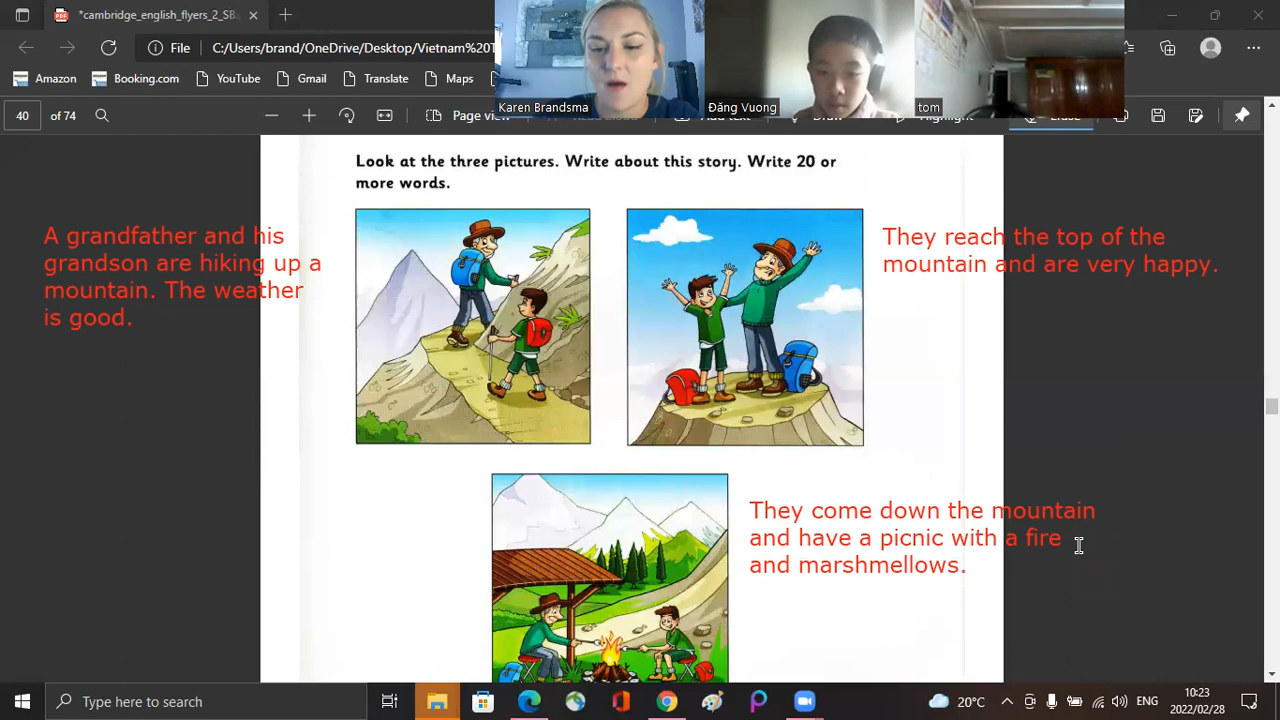 *cambridge_english_flyers_2_SB.
File
C:/Users/brand/OneDrive/Desktop/Vietnam%20T
Amazon
Booking.com
YouTube
Gmail
Translate
Maps
Karen Brandsma
Đăng Vuong
tom
40 of 74
Page view
Look at the three pictures. Write about this story. Write 20 or
more words.
A grandfather and his
grandson are hiking up a
mountain. The weather
is good.
They reach the top of the
mountain and are very happy.
They come down the mountain
and have a picnic with a fire
and marshmellows.
Type here to search
20°C
ENG
10:23
2022/02/28